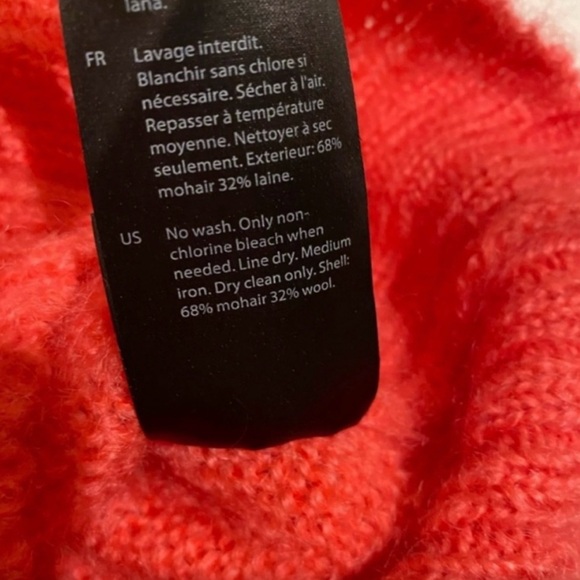 lana.
FR
Lavage interdit.
Blanchir sans chlore si
nécessaire. Sécher à l'air.
Repasser à température
moyenne. Nettoyer à sec
seulement. Exterieur: 68%
mohair 32% laine.
US
No wash. Only non-
chlorine bleach when
needed. Line dry. Medium
iron. Dry clean only. Shell:
68% mohair 32% wool.